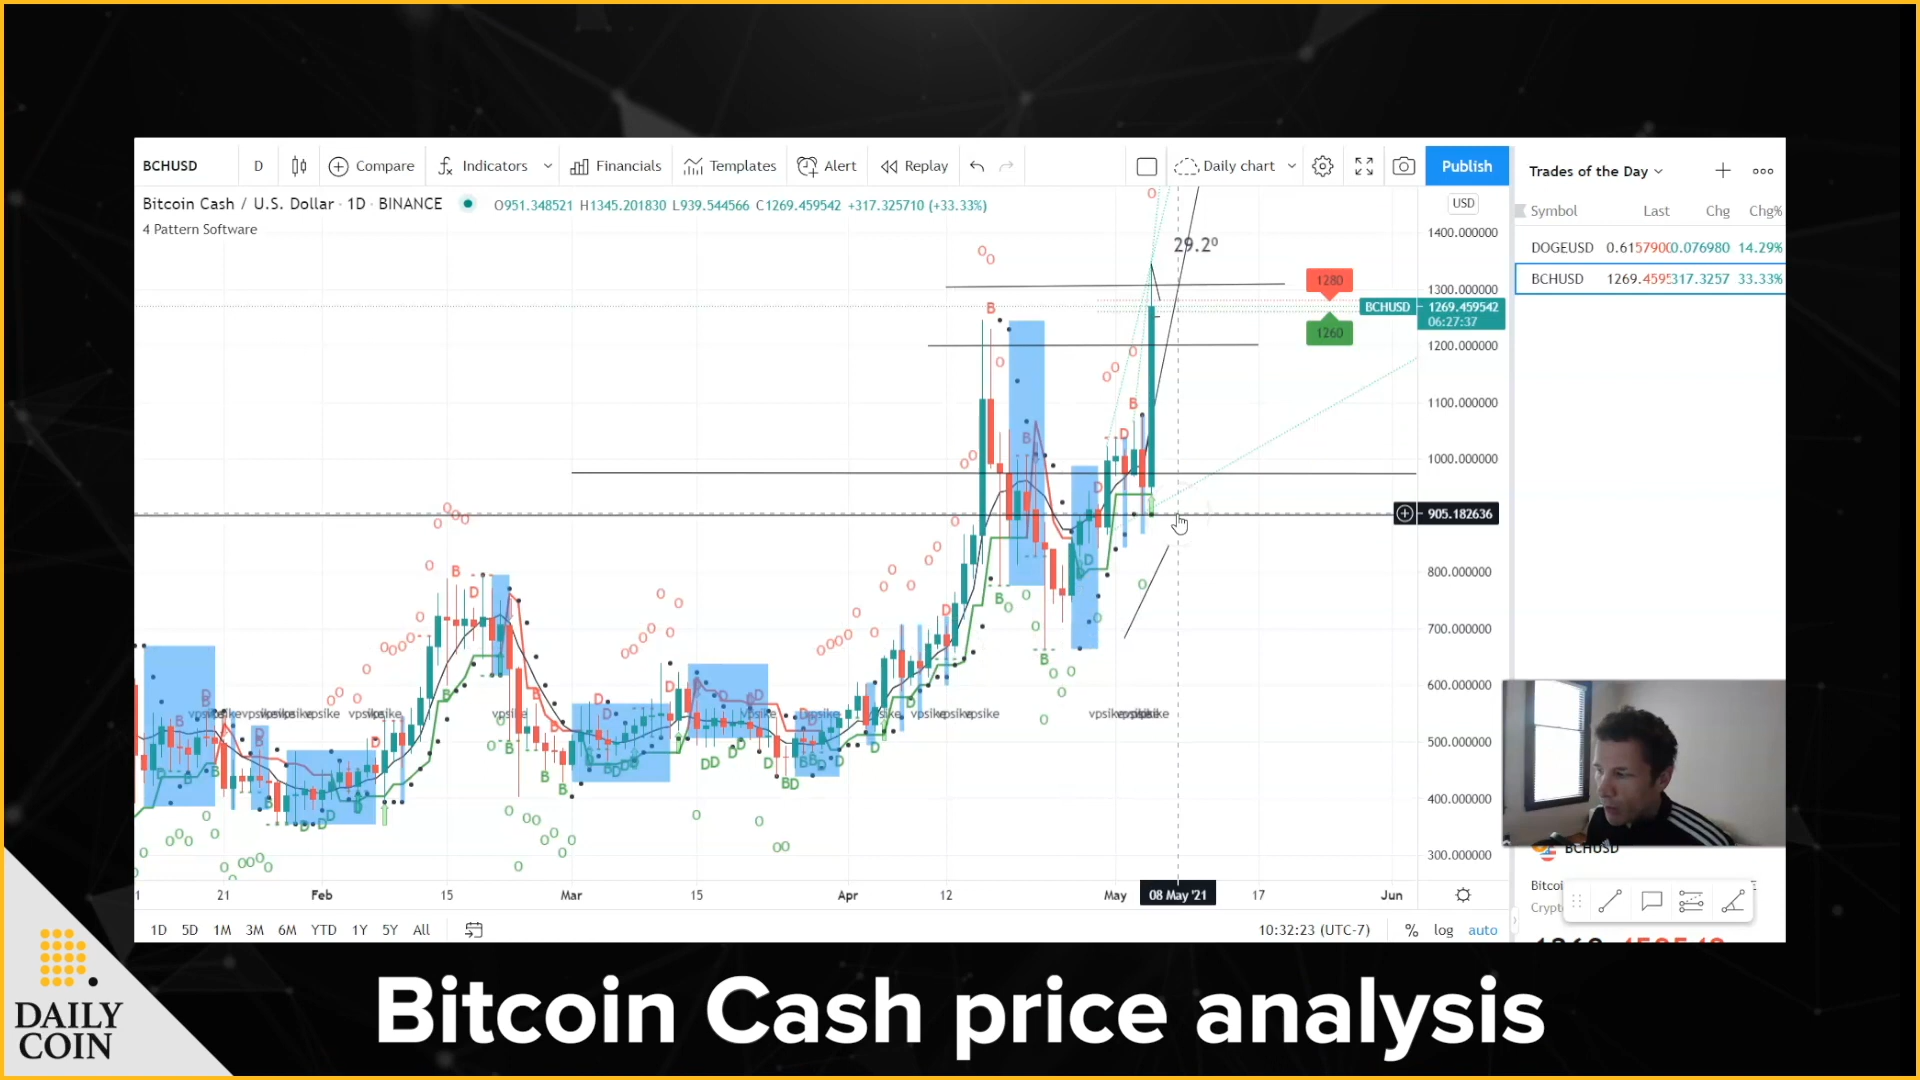 BCHUSD
D
Compare
Indicators
Financials
Templates
Alert
Replay
Daily chart
Publish
Trades of the Day
Bitcoin Cash / U.S. Dollar · 1D · BINANCE
O951.348521 H1345.201830 L939.544566 C1269.459542 +317.325710 (+33.33%)
4 Pattern Software
USD
Symbol Last Chg Chg%
DOGEUSD 0.6157900 0.076980 14.29%
BCHUSD 1269.459 317.3257 33.33%
29.2º
1280
1260
BCHUSD 1269.459542
06:27:37
1400.000000
1300.000000
1200.000000
1100.000000
1000.000000
905.182636
800.000000
700.000000
600.000000
500.000000
400.000000
300.000000
21 Feb 15 Mar 15 Apr 12 May 08 May '21 17 Jun
1D 5D 1M 3M 6M YTD 1Y 5Y All
10:32:23 (UTC-7)
% log auto
BCHUSD
DAILY
COIN
Bitcoin Cash price analysis